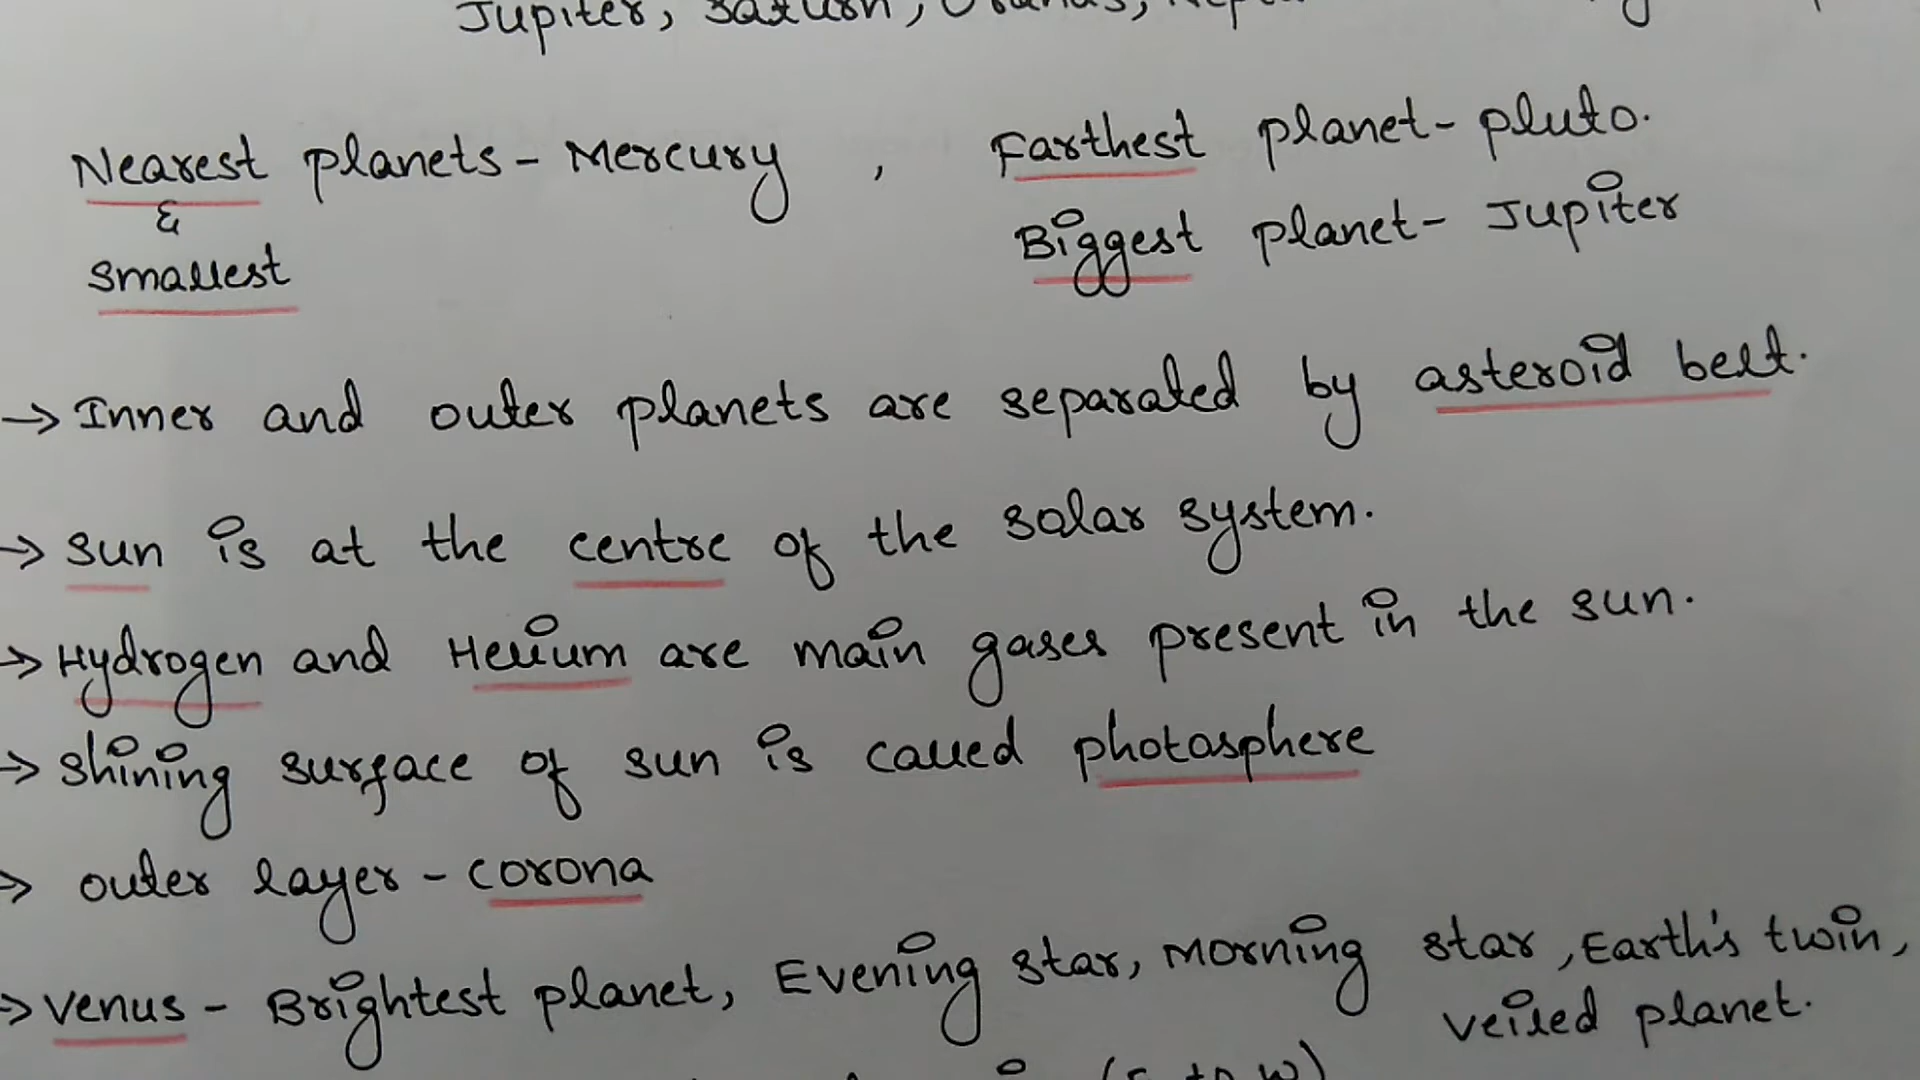 Jupiter, Saturn, Uranus,
Nearest planets - Mercury , Farthest planet - pluto.
&
smallest
Biggest planet - Jupiter
→ Inner and outer planets are separated by asteroid belt.
→ sun is at the centre of the solar system.
→ Hydrogen and Helium are main gases present in the sun.
→ shining surface of sun is called photosphere
→ outer layer - corona
→ venus - Brightest planet, Evening star, Morning star, Earth's twin,
veiled planet.